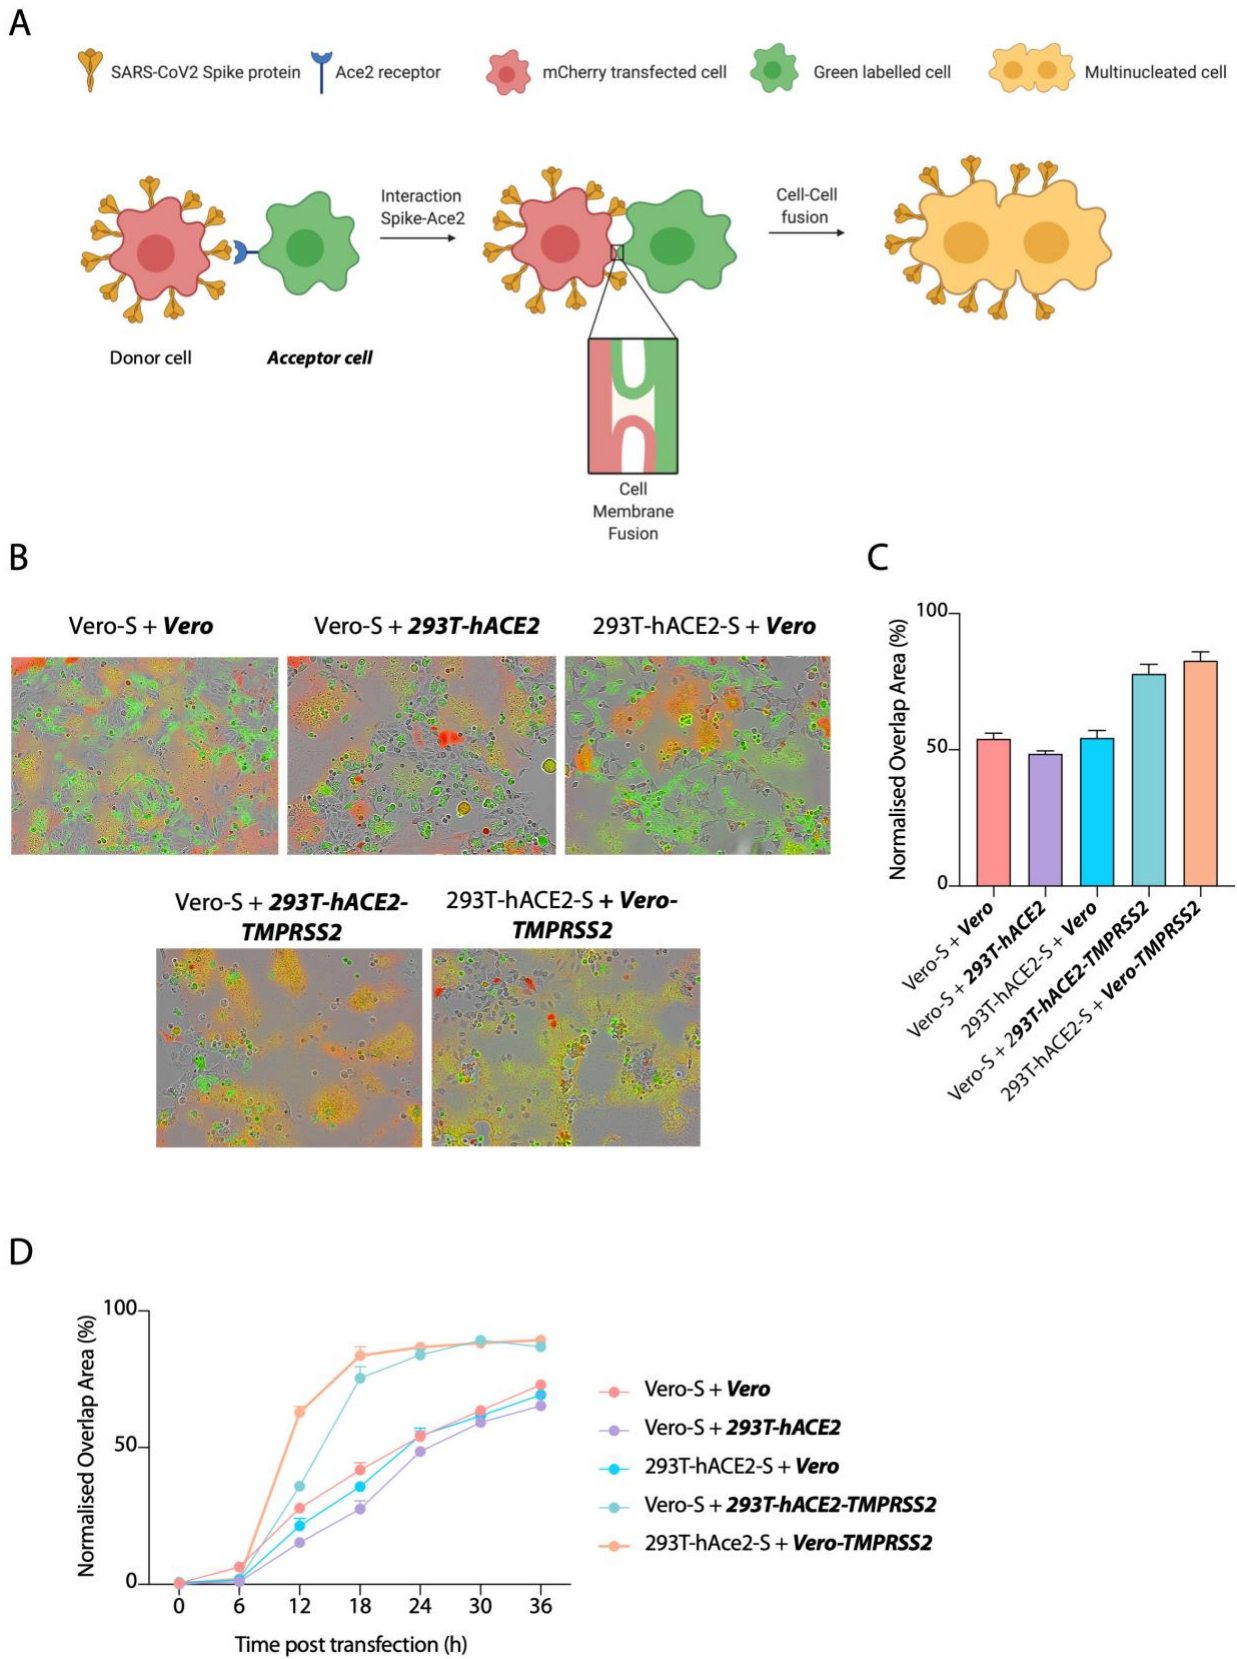 A
SARS-CoV2 Spike protein
Ace2 receptor
mCherry transfected cell
Green labelled cell
Multinucleated cell
Interaction
Spike-Ace2
Cell-Cell
fusion
Donor cell
Acceptor cell
Cell
Membrane
Fusion
B
Vero-S + Vero
Vero-S + 293T-hACE2
293T-hACE2-S + Vero
Vero-S + 293T-hACE2-
TMPRSS2
293T-hACE2-S + Vero-
TMPRSS2
C
Normalised Overlap Area (%)
100
50
0
Vero-S + Vero
Vero-S + 293T-hACE2
293T-hACE2-S + Vero
Vero-S + 293T-hACE2-TMPRSS2
293T-hACE2-S + Vero-TMPRSS2
D
Normalised Overlap Area (%)
100
50
0
0 6 12 18 24 30 36
Time post transfection (h)
Vero-S + Vero
Vero-S + 293T-hACE2
293T-hACE2-S + Vero
Vero-S + 293T-hACE2-TMPRSS2
293T-hAce2-S + Vero-TMPRSS2